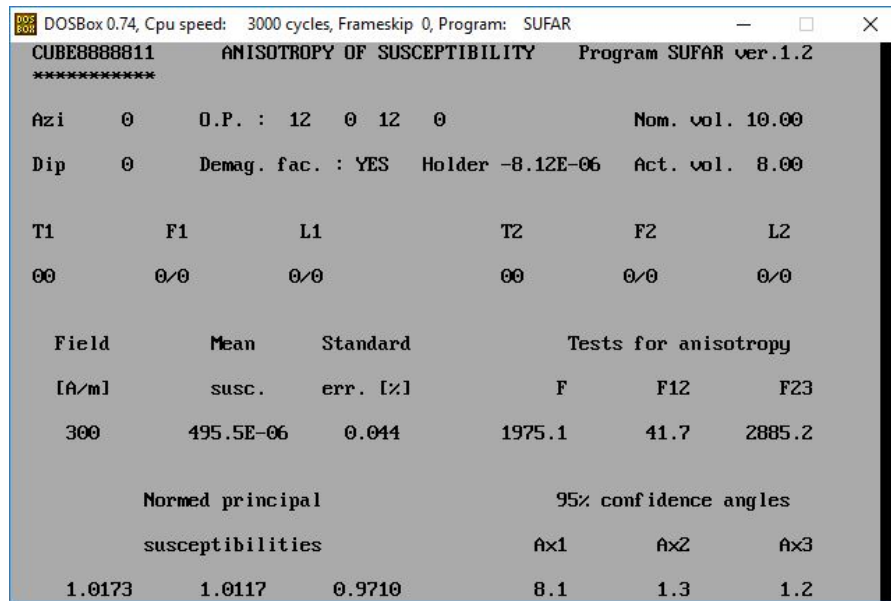 DOSBox 0.74, Cpu speed: 3000 cycles, Frameskip 0, Program: SUFAR
CUBE8888811 ANISOTROPY OF SUSCEPTIBILITY Program SUFAR ver.1.2
***********
Azi 0 O.P. : 12 0 12 0 Nom. vol. 10.00
Dip 0 Demag. fac. : YES Holder -8.12E-06 Act. vol. 8.00
T1 F1 L1 T2 F2 L2
00 0/0 0/0 00 0/0 0/0
Field Mean Standard Tests for anisotropy
[A/m] susc. err. [%] F F12 F23
300 495.5E-06 0.044 1975.1 41.7 2885.2
Normed principal 95% confidence angles
susceptibilities Ax1 Ax2 Ax3
1.0173 1.0117 0.9710 8.1 1.3 1.2